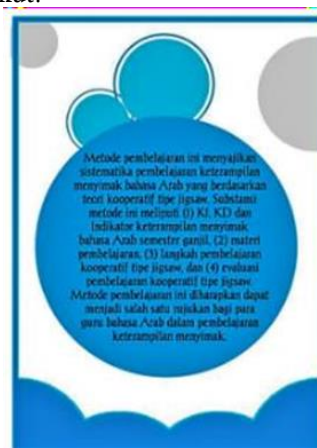 Metode pembelajaran ini menyajikan
sistematika pembelajaran keterampilan
menyimak bahasa Arab yang berdasarkan
teori kooperatif tipe jigsaw. Substansi
metode ini meliputi (1) KI, KD dan
Indikator keterampilan menyimak
bahasa Arab semester ganjil, (2) materi
pembelajaran, (3) langkah pembelajaran
kooperatif tipe jigsaw, dan (4) evaluasi
pembelajaran kooperatif tipe jigsaw.
Metode pembelajaran ini diharapkan dapat
menjadi salah satu rujukan bagi para
guru bahasa Arab dalam pembelajaran
keterampilan menyimak.